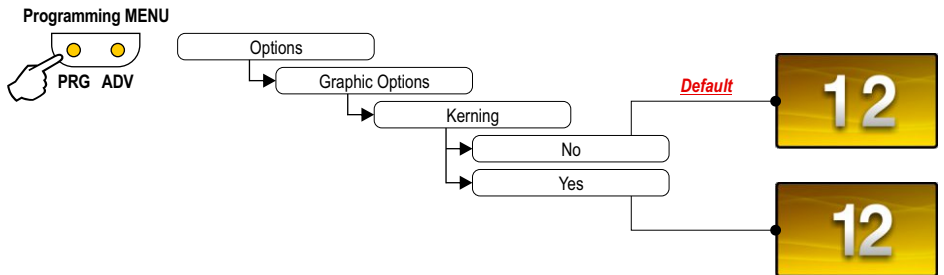 Programming MENU
PRG ADV
Options
Graphic Options
Kerning
No
Yes
Default
12
12